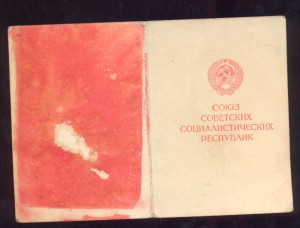 СОЮЗ
СОВЕТСКИХ
СОЦИАЛИСТИЧЕСКИХ
РЕСПУБЛИК